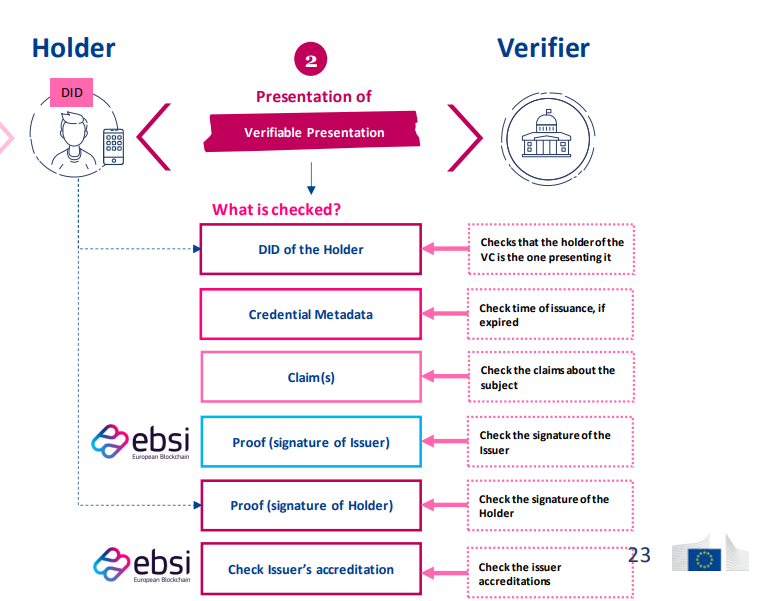 Holder
Verifier
2
DID
Presentation of
Verifiable Presentation
What is checked?
DID of the Holder
Checks that the holder of the
VC is the one presenting it
Credential Metadata
Check time of issuance, if
expired
Claim(s)
Check the claims about the
subject
ebsi
European Blockchain
Proof (signature of Issuer)
Check the signature of the
Issuer
Proof (signature of Holder)
Check the signature of the
Holder
ebsi
European Blockchain
Check Issuer's accreditation
Check the issuer
accreditations
23